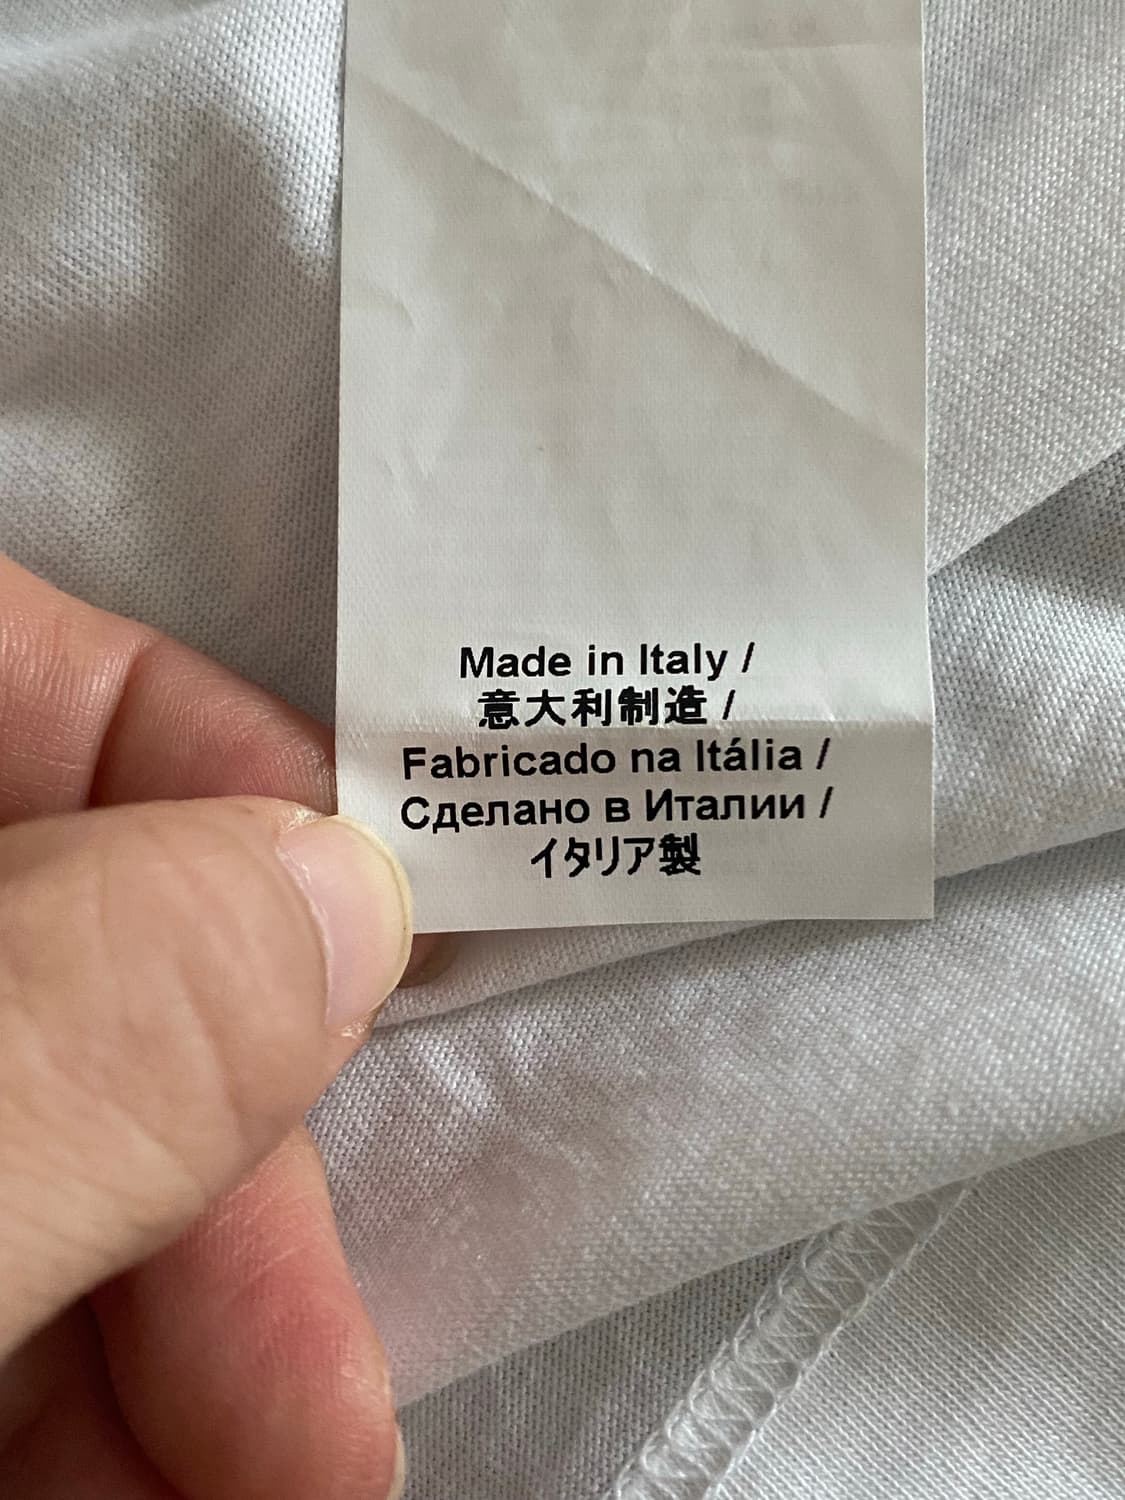 Made in Italy /
意大利制造 /
Fabricado na Itália /
Сделано в Италии /
イタリア製